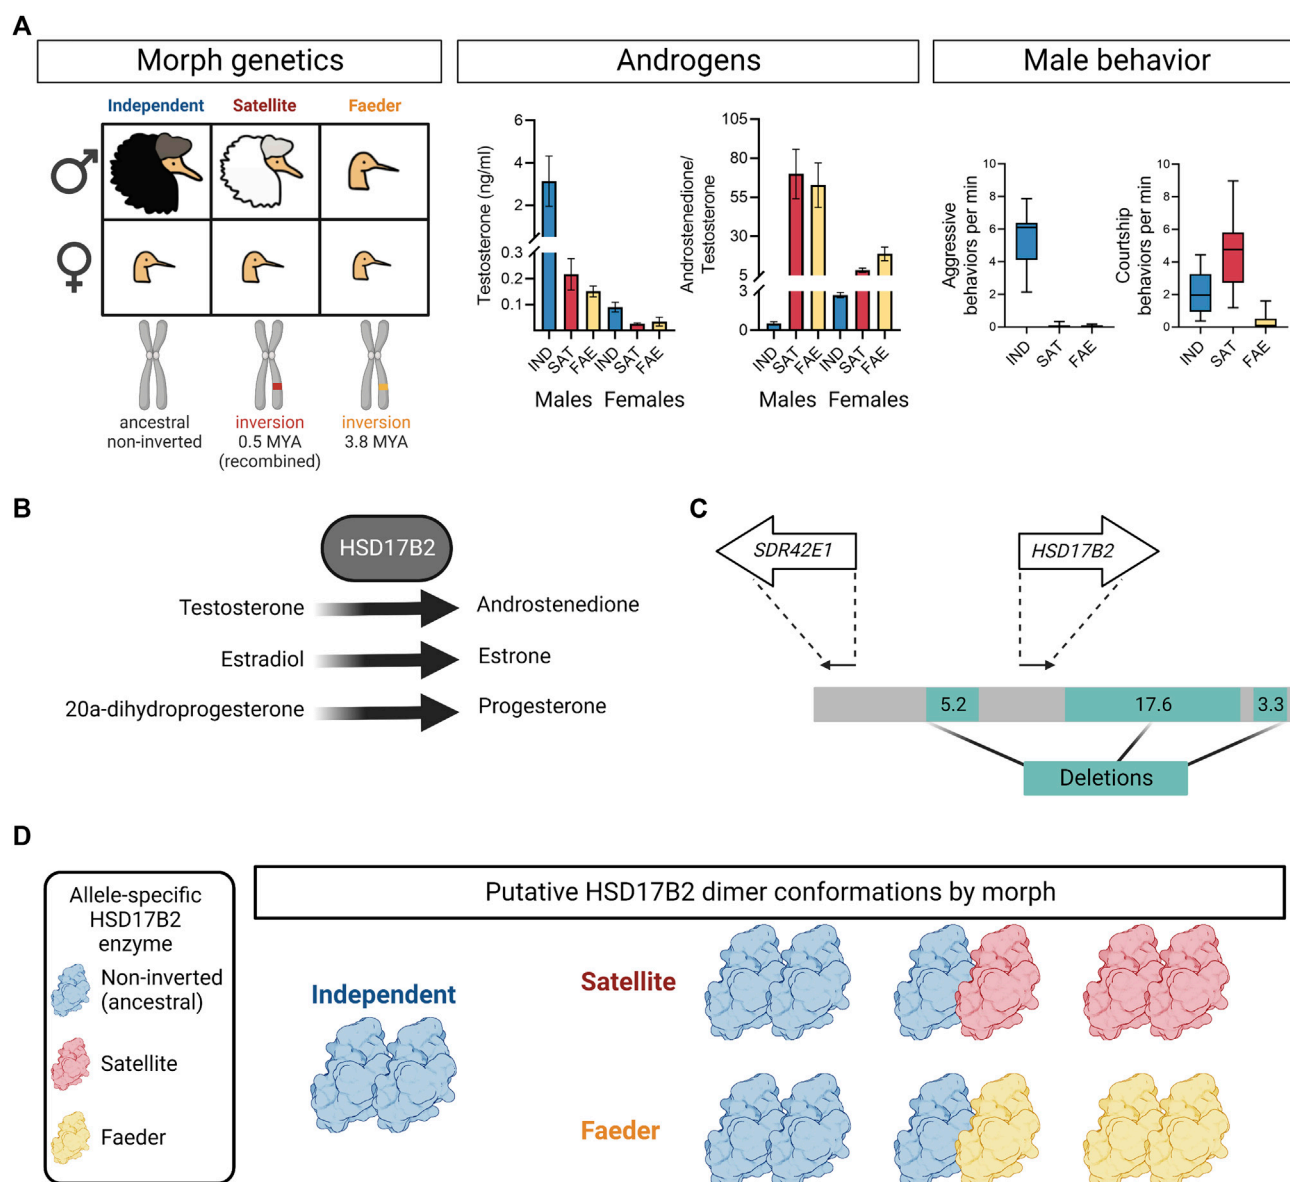 A
Morph genetics
Androgens
Male behavior
Independent
Satellite
Faeder
♂
♀
ancestral
non-inverted
inversion
0.5 MYA
(recombined)
inversion
3.8 MYA
Testosterone (ng/ml)
6
4
2
0.3
0.2
0.1
IND
SAT
FAE
IND
SAT
FAE
Males
Females
Androstenedione/
Testosterone
105
80
55
30
5
3
0
IND
SAT
FAE
IND
SAT
FAE
Males
Females
Aggressive
behaviors per min
10
8
6
4
2
0
IND
SAT
FAE
Courtship
behaviors per min
10
8
6
4
2
0
IND
SAT
FAE
B
HSD17B2
Testosterone
Androstenedione
Estradiol
Estrone
20a-dihydroprogesterone
Progesterone
C
SDR42E1
HSD17B2
5.2
17.6
3.3
Deletions
D
Allele-specific
HSD17B2
enzyme
Non-inverted
(ancestral)
Satellite
Faeder
Putative HSD17B2 dimer conformations by morph
Independent
Satellite
Faeder